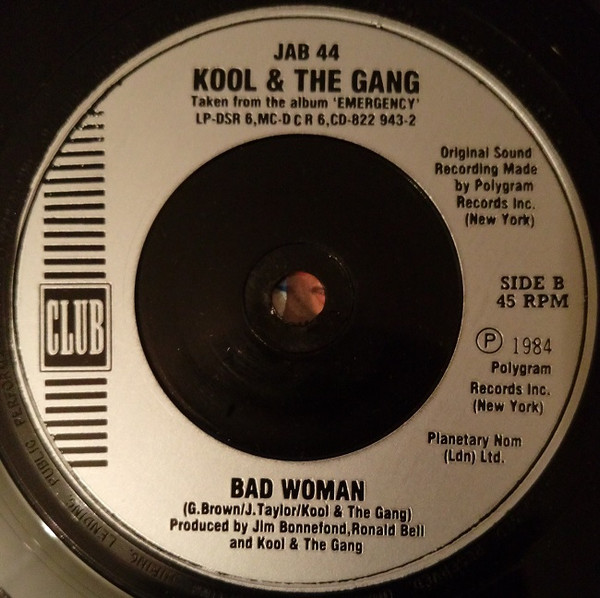 JAB 44
KOOL & THE GANG
Taken from the album 'EMERGENCY'
LP-DSR 6,MC-D C R 6,CD-822 943-2
Original Sound
Recording Made
by Polygram
Records Inc.
(New York)
CLUB
SIDE B
45 RPM
Ⓟ 1984
Polygram
Records Inc.
(New York)
Planetary Nom
(Ldn) Ltd.
BAD WOMAN
(G.Brown/J.Taylor/Kool & The Gang)
Produced by Jim Bonnefond,Ronald Bell
and Kool & The Gang
HIRING, LENDING, PUBLIC